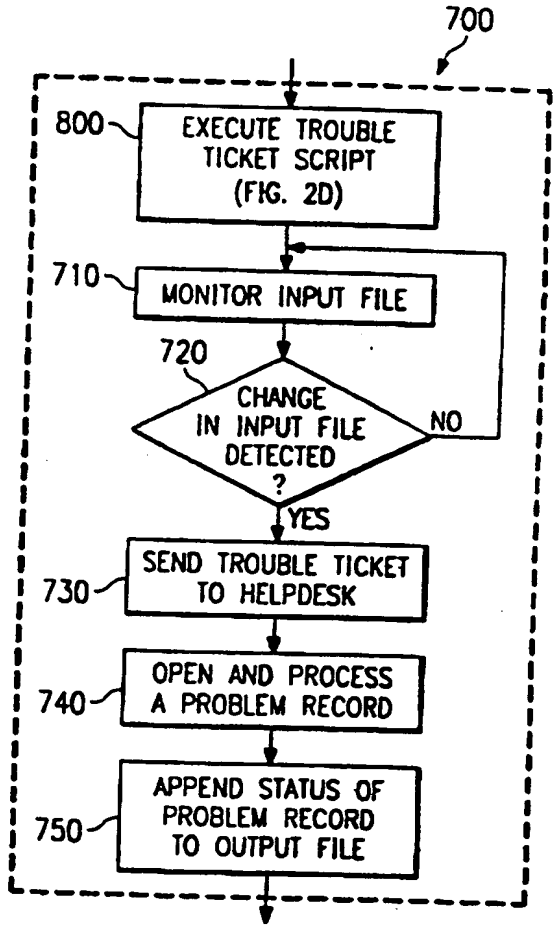 700
800
EXECUTE TROUBLE
TICKET SCRIPT
(FIG. 2D)
710
MONITOR INPUT FILE
720
CHANGE
IN INPUT FILE
DETECTED
?
NO
YES
730
SEND TROUBLE TICKET
TO HELPDESK
740
OPEN AND PROCESS
A PROBLEM RECORD
750
APPEND STATUS OF
PROBLEM RECORD
TO OUTPUT FILE